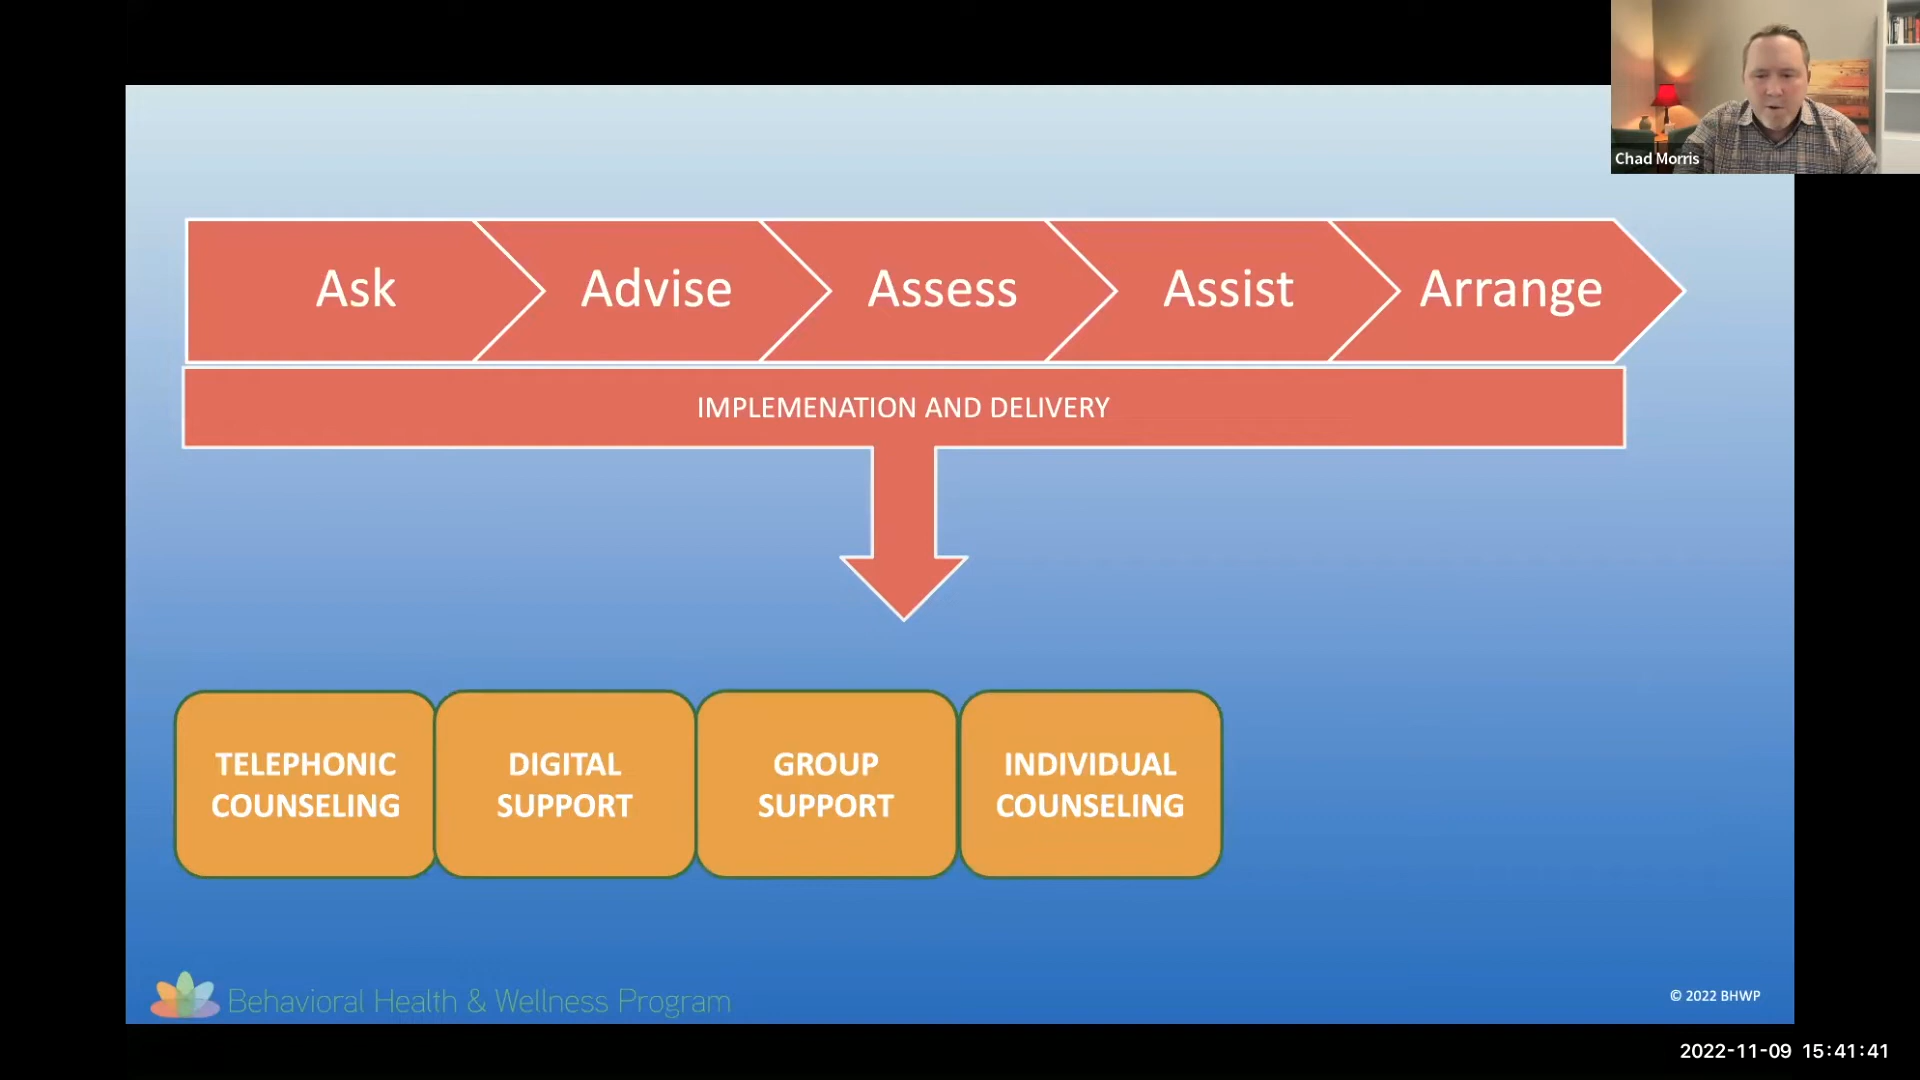 Chad Morris
Ask
Advise
Assess
Assist
Arrange
IMPLEMENATION AND DELIVERY
TELEPHONIC
COUNSELING
DIGITAL
SUPPORT
GROUP
SUPPORT
INDIVIDUAL
COUNSELING
Behavioral Health & Wellness Program
© 2022 BHWP
2022-11-09 15:41:41